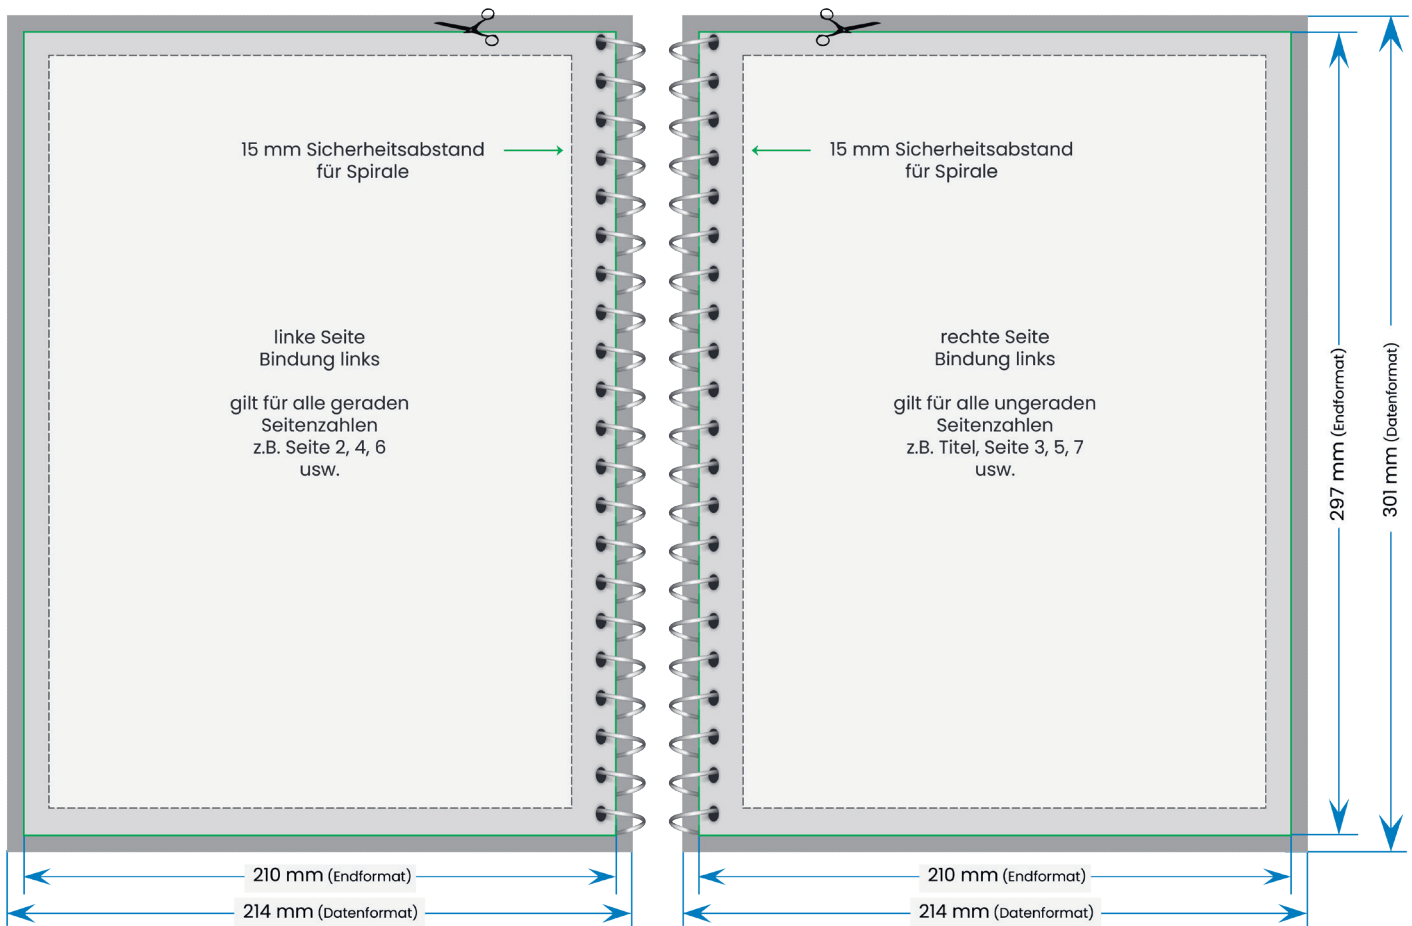 15 mm Sicherheitsabstand
für Spirale
linke Seite
Bindung links
gilt für alle geraden
Seitenzahlen
z.B. Seite 2, 4, 6
usw.
15 mm Sicherheitsabstand
für Spirale
rechte Seite
Bindung links
gilt für alle ungeraden
Seitenzahlen
z.B. Titel, Seite 3, 5, 7
usw.
297 mm (Endformat)
301 mm (Datenformat)
210 mm (Endformat)
214 mm (Datenformat)
210 mm (Endformat)
214 mm (Datenformat)